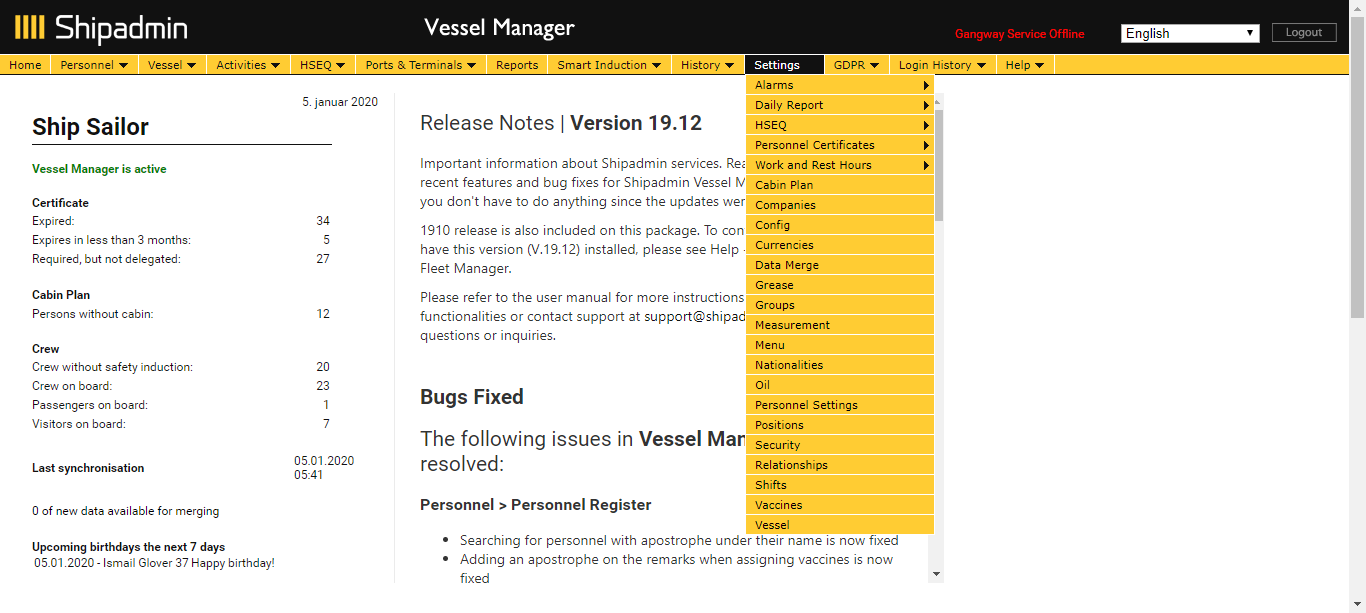 Shipadmin
Vessel Manager
Gangway Service Offline
English
Logout
Home Personnel Vessel Activities HSEQ Ports & Terminals Reports Smart Induction History Settings GDPR Login History Help
5. januar 2020
Ship Sailor
Vessel Manager is active
Certificate
Expired: 34
Expires in less than 3 months: 5
Required, but not delegated: 27
Cabin Plan
Persons without cabin: 12
Crew
Crew without safety induction: 20
Crew on board: 23
Passengers on board: 1
Visitors on board: 7
Last synchronisation 05.01.2020
05:41
0 of new data available for merging
Upcoming birthdays the next 7 days
05.01.2020 - Ismail Glover 37 Happy birthday!
Release Notes | Version 19.12
Important information about Shipadmin services. Rea
recent features and bug fixes for Shipadmin Vessel M
you don't have to do anything since the updates wer
1910 release is also included on this package. To con
have this version (V.19.12) installed, please see Help
Fleet Manager.
Please refer to the user manual for more instructions
functionalities or contact support at support@shipad
questions or inquiries.
Bugs Fixed
The following issues in Vessel Man
resolved:
Personnel > Personnel Register
• Searching for personnel with apostrophe under their name is now fixed
• Adding an apostrophe on the remarks when assigning vaccines is now
fixed
Alarms
Daily Report
HSEQ
Personnel Certificates
Work and Rest Hours
Cabin Plan
Companies
Config
Currencies
Data Merge
Grease
Groups
Measurement
Menu
Nationalities
Oil
Personnel Settings
Positions
Security
Relationships
Shifts
Vaccines
Vessel